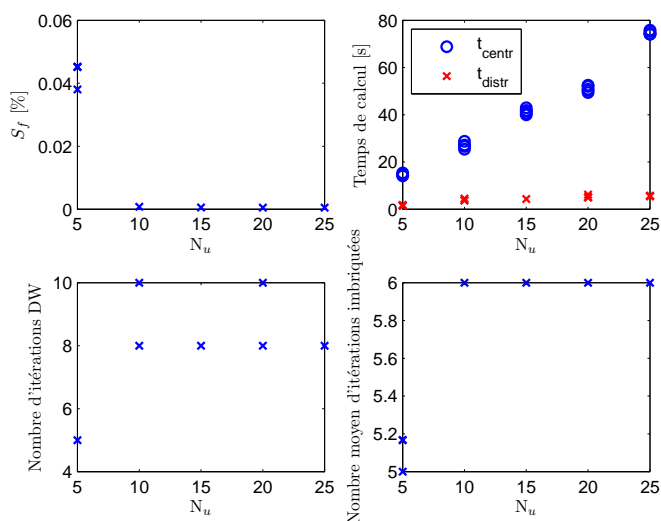 0.06
0.04
0.02
0
S_f [%]
5 10 15 20 25
N_u
80
60
40
20
0
Temps de calcul [s]
t_centr
t_distr
5 10 15 20 25
N_u
10
8
6
4
Nombre d'itérations DW
5 10 15 20 25
N_u
6
5.8
5.6
5.4
5.2
5
Nombre moyen d'itérations imbriquées
5 10 15 20 25
N_u